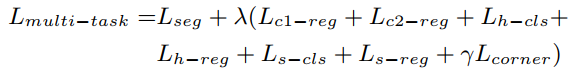 L_{multi-task} = L_{seg} + λ(L_{c1-reg} + L_{c2-reg} + L_{h-cls} +
L_{h-reg} + L_{s-cls} + L_{s-reg} + γL_{corner})